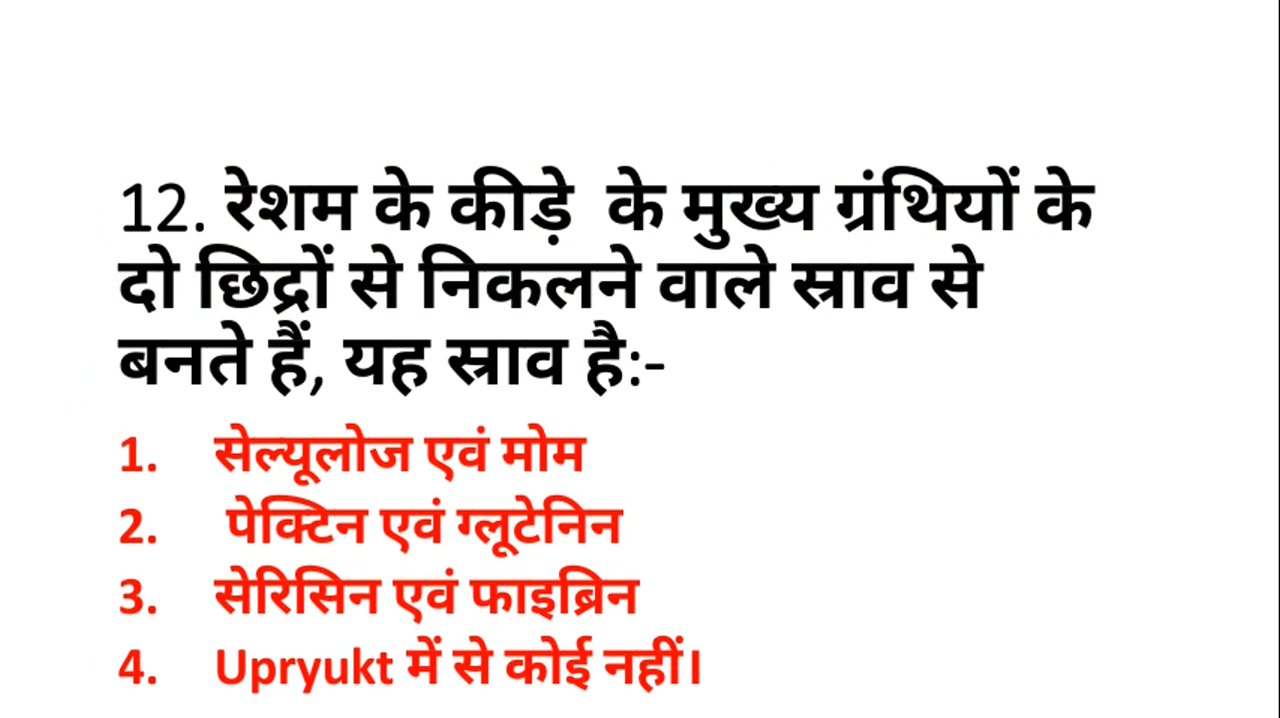 12. रेशम के कीड़े के मुख्य ग्रंथियों के
दो छिद्रों से निकलने वाले स्राव से
बनते हैं, यह स्राव है:-
1. सेल्यूलोज एवं मोम
2. पेक्टिन एवं ग्लूटेनिन
3. सेरिसिन एवं फाइब्रिन
4. Upryukt में से कोई नहीं।